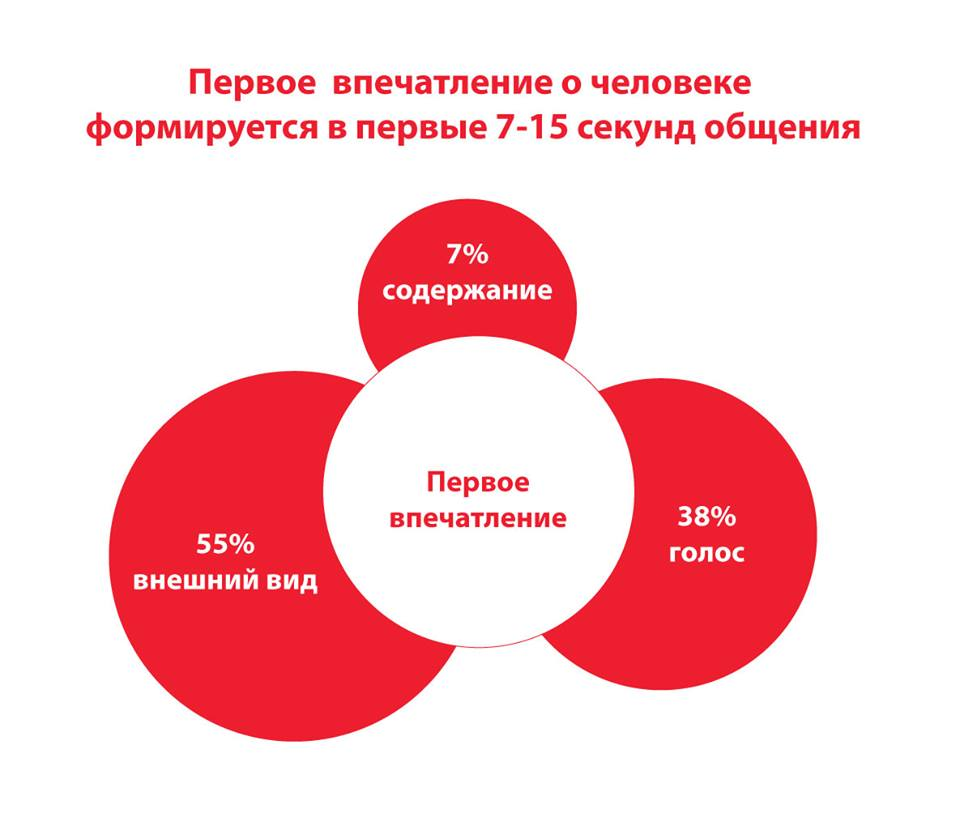 Первое впечатление о человеке
формируется в первые 7-15 секунд общения
7%
содержание
Первое
впечатление
55%
внешний вид
38%
голос